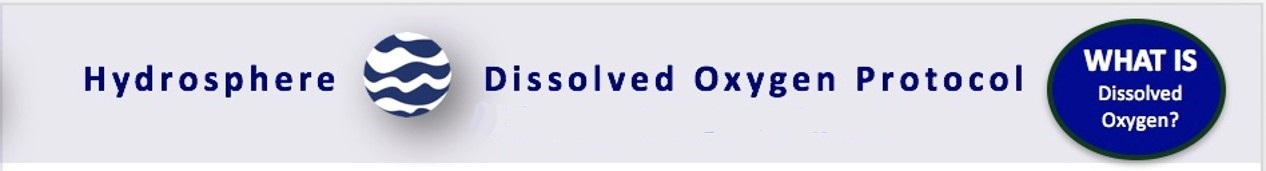 Hydrosphere Dissolved Oxygen Protocol
WHAT IS
Dissolved
Oxygen?